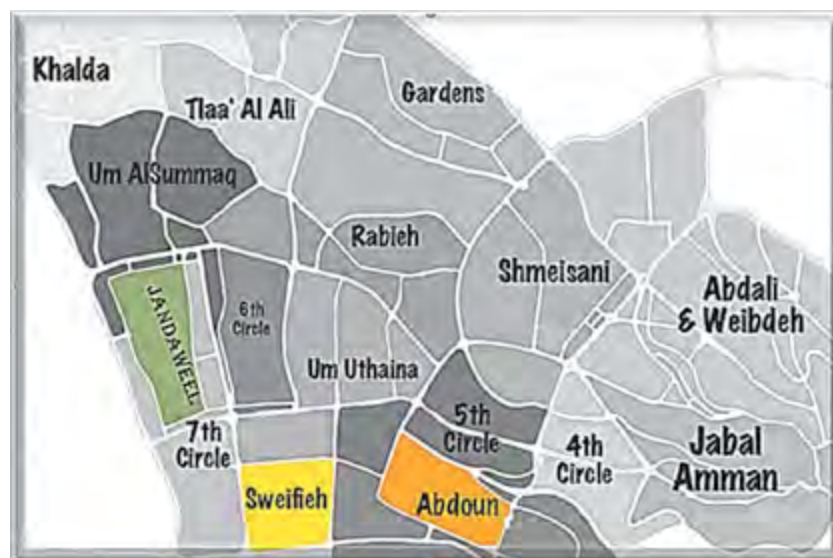 Khalda
Tlaa' Al Ali
Gardens
Um AlSummaq
Rabieh
Shmeisani
Abdali
& Weibdeh
JANDAWEEL
6th
Circle
Um Uthaina
7th
Circle
5th
Circle
4th
Circle
Jabal
Amman
Sweifieh
Abdoun